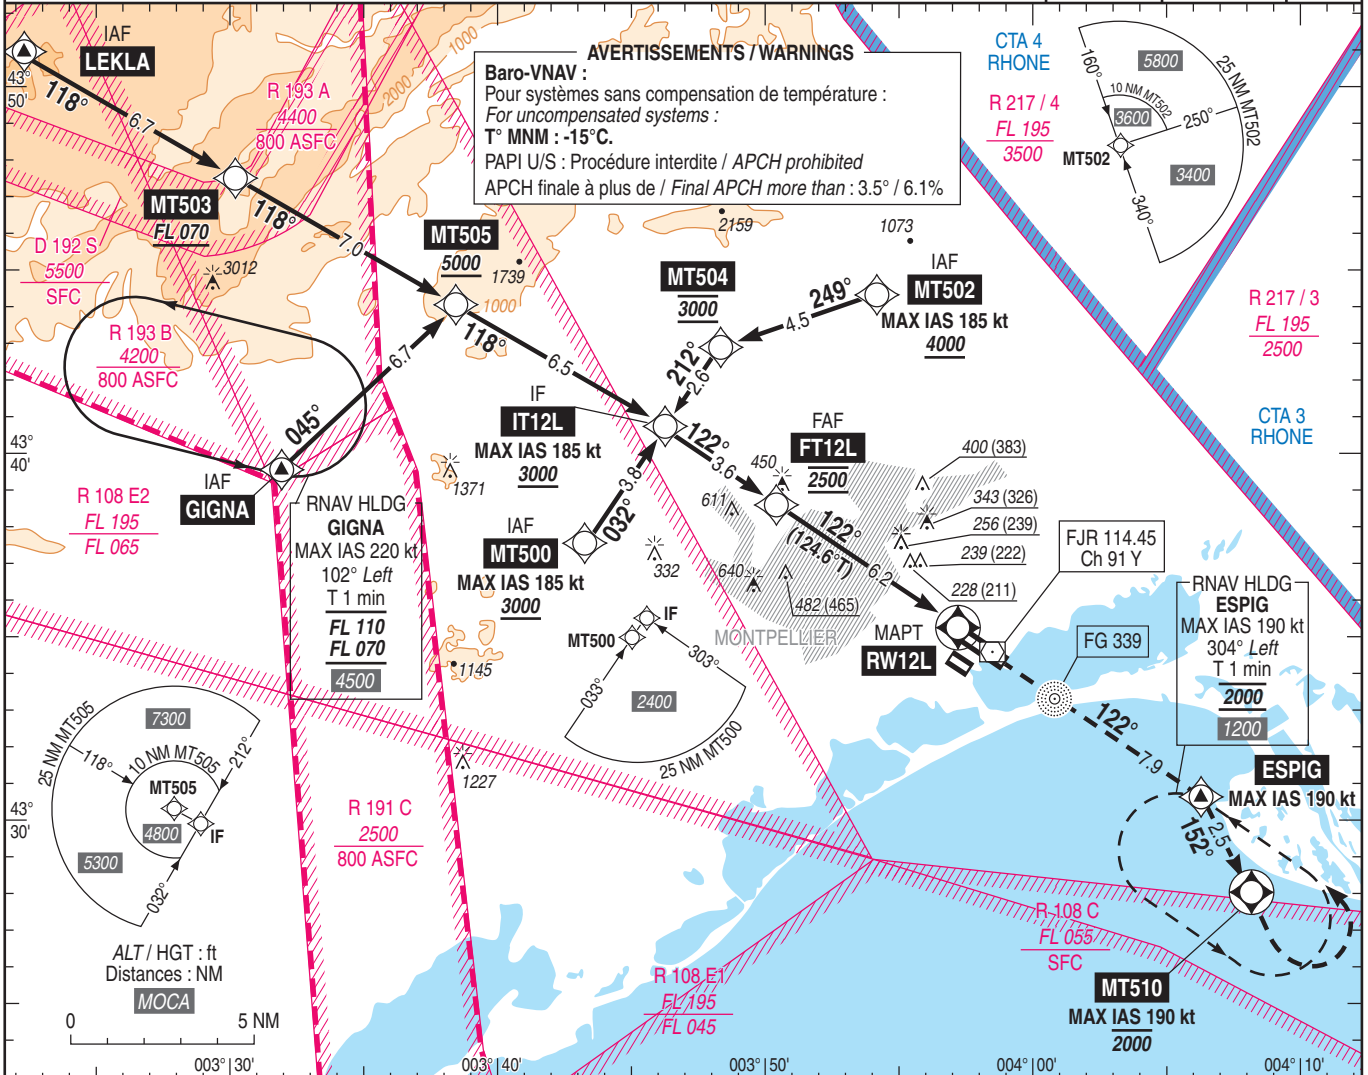 IAF
LEKLA
43°
50'
118°
6.7
R 193 A
4400
800 ASFC
1000
2000
AVERTISSEMENTS / WARNINGS
Baro-VNAV :
Pour systèmes sans compensation de température :
For uncompensated systems :
T° MNM : -15°C.
PAPI U/S : Procédure interdite / APCH prohibited
APCH finale à plus de / Final APCH more than : 3.5° / 6.1%
CTA 4
RHONE
R 217 / 4
FL 195
3500
160°
5800
25 NM MT502
10 NM MT502
3600
250°
MT502
3400
340°
MT503
FL 070
118°
7.0
D 192 S
5500
SFC
3012
MT505
5000
1739
1000
2159
1073
MT504
3000
249°
4.5
IAF
MT502
MAX IAS 185 kt
4000
R 217 / 3
FL 195
2500
R 193 B
4200
800 ASFC
6.7
118°
6.5
212°
2.6
IF
IT12L
MAX IAS 185 kt
3000
CTA 3
RHONE
43°
40'
045°
122°
3.6
FAF
FT12L
2500
450
400 (383)
343 (326)
256 (239)
239 (222)
228 (211)
IAF
GIGNA
R 108 E2
FL 195
FL 065
RNAV HLDG
GIGNA
MAX IAS 220 kt
102° Left
T 1 min
FL 110
FL 070
4500
1371
IAF
MT500
MAX IAS 185 kt
3000
032°
3.8
611
332
640
482 (465)
122°
(124.6°T)
6.2
FJR 114.45
Ch 91 Y
MONTPELLIER
MAPT
RW12L
FG 339
RNAV HLDG
ESPIG
MAX IAS 190 kt
304° Left
T 1 min
2000
1200
1145
MT500
IF
033°
303°
2400
25 NM MT500
122°
7.9
ESPIG
MAX IAS 190 kt
25 NM MT505
7300
118°
10 NM MT505
212°
MT505
4800
IF
5300
032°
43°
30'
1227
R 191 C
2500
800 ASFC
152°
2.5
R 108 C
FL 055
SFC
MT510
MAX IAS 190 kt
2000
R 108 E1
FL 195
FL 045
ALT / HGT : ft
Distances : NM
MOCA
0
5 NM
003° 30'
003° 40'
003° 50'
004° 00'
004° 10'